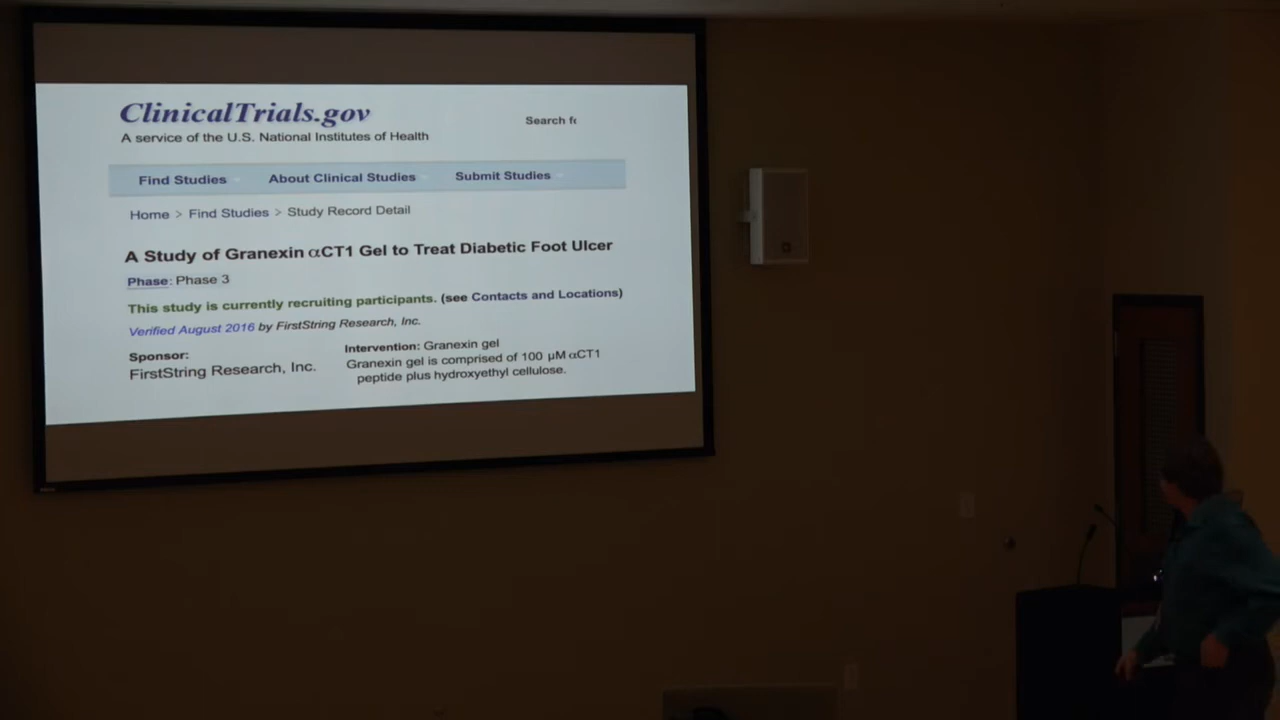 ClinicalTrials.gov
A service of the U.S. National Institutes of Health
Search fo
Find Studies About Clinical Studies Submit Studies
Home > Find Studies > Study Record Detail
A Study of Granexin αCT1 Gel to Treat Diabetic Foot Ulcer
Phase: Phase 3
This study is currently recruiting participants. (see Contacts and Locations)
Verified August 2016 by FirstString Research, Inc.
Sponsor:
FirstString Research, Inc.
Intervention: Granexin gel
Granexin gel is comprised of 100 µM αCT1
peptide plus hydroxyethyl cellulose.